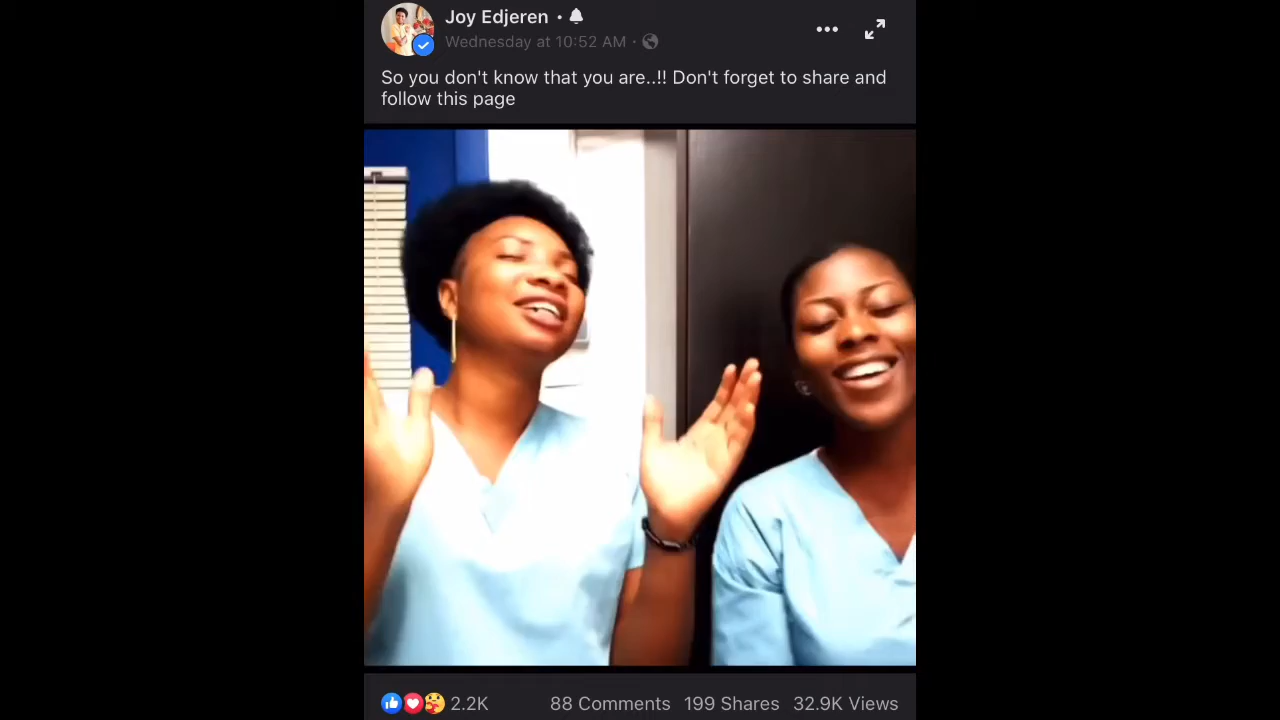 Joy Edjeren ·
Wednesday at 10:52 AM ·
So you don't know that you are..!! Don't forget to share and
follow this page
2.2K 88 Comments 199 Shares 32.9K Views